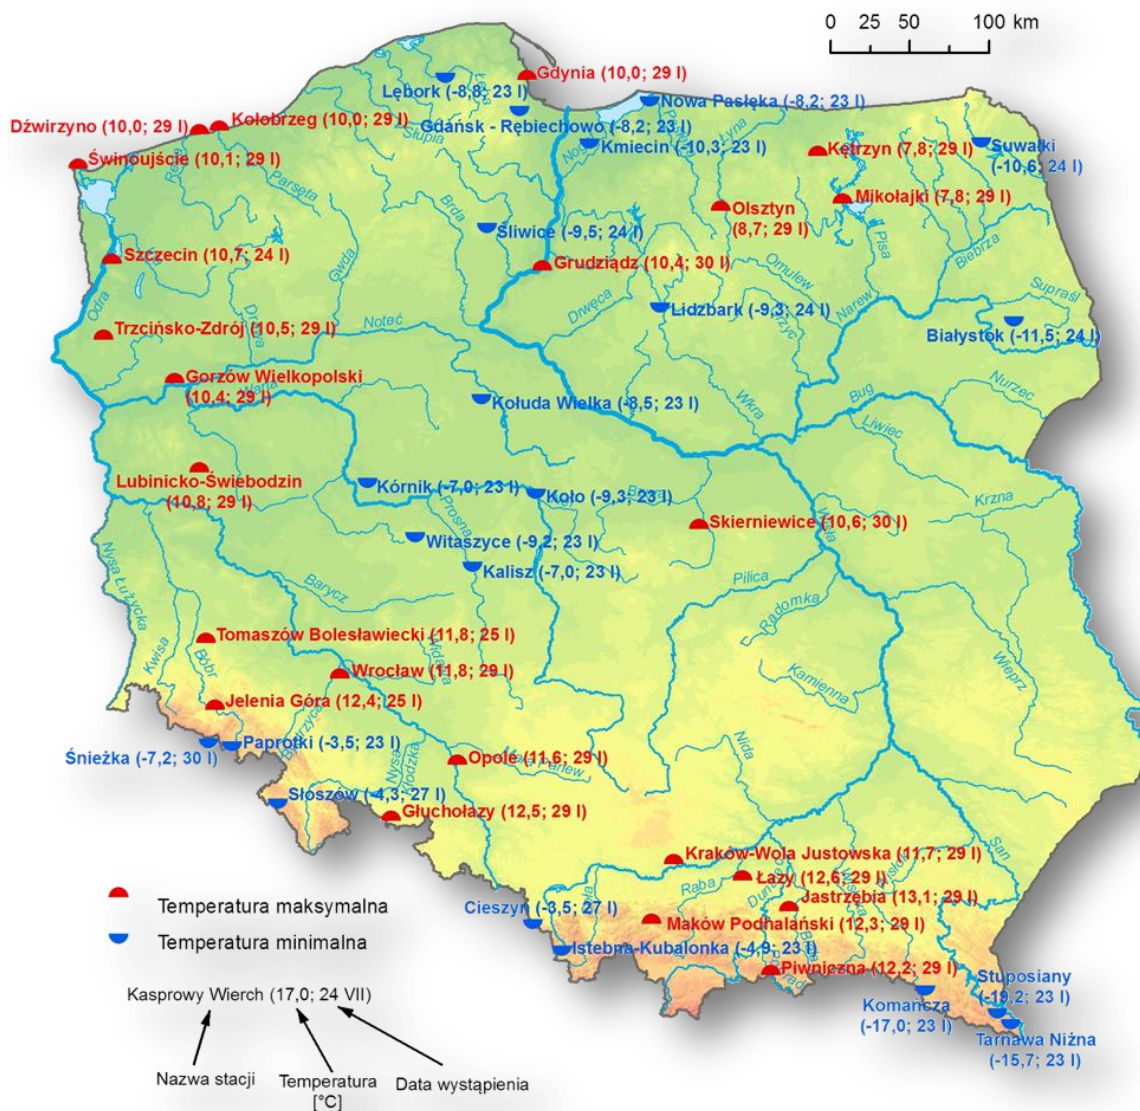 0 25 50 100 km
Gdynia (10,0; 29 I)
Lębork (-8,8; 23 I)
Łeba
Nowa Pasłęka (-8,2; 23 I)
Dźwirzyno (10,0; 29 I)
Kołobrzeg (10,0; 29 I)
Gdańsk - Rębiechowo (-8,2; 23 I)
Słupia
Łyna
Kmiecin (-10,3; 23 I)
Kętrzyn (7,8; 29 I)
Suwałki
(-10,6; 24 I)
Świnoujście (10,1; 29 I)
Parsęta
Mikołajki (7,8; 29 I)
Brda
Olsztyn
(8,7; 29 I)
Śliwice (-9,5; 24 I)
Pisa
Biebrza
Szczecin (10,7; 24 I)
Gwda
Grudziądz (10,4; 30 I)
Omulew
Supraśl
Odra
Drwęca
Lidzbark (-9,3; 24 I)
Narew
Trzcińsko-Zdrój (10,5; 29 I)
Drawa
Noteć
Białystok (-11,5; 24 I)
Gorzów Wielkopolski
(10,4; 29 I)
Warta
Kołuda Wielka (-8,5; 23 I)
Wkra
Bug
Nurzec
Liwiec
Lubinicko-Świebodzin
(10,8; 29 I)
Kórnik (-7,0; 23 I)
Koło (-9,3; 23 I)
Bzura
Krzna
Prosna
Skierniewice (10,6; 30 I)
Wisła
Witaszyce (-9,2; 23 I)
Kalisz (-7,0; 23 I)
Nysa Łużycka
Barycz
Pilica
Radomka
Tomaszów Bolesławiecki (11,8; 25 I)
Kwisa
Bóbr
Widawa
Wieprz
Wrocław (11,8; 29 I)
Kamienna
Jelenia Góra (12,4; 25 I)
Bystrzyca
Nida
Śnieżka (-7,2; 30 I)
Paprotki (-3,5; 23 I)
Nysa
Kłodzka
Opole (11,6; 29 I)
Mała Panew
Słoszów (-4,3; 27 I)
Głuchołazy (12,5; 29 I)
San
Kraków-Wola Justowska (11,7; 29 I)
Raba
Łazy (12,6; 29 I)
Dunajec
Jastrzębia (13,1; 29 I)
Temperatura maksymalna
Cieszyn (-3,5; 27 I)
Maków Podhalański (12,3; 29 I)
Temperatura minimalna
Istebna-Kubalonka (-4,9; 23 I)
Piwniczna (12,2; 29 I)
Stuposiany
(-19,2; 23 I)
Komańcza
(-17,0; 23 I)
Tarnawa Niżna
(-15,7; 23 I)
Kasprowy Wierch (17,0; 24 VII)
Nazwa stacji
Temperatura
[°C]
Data wystąpienia